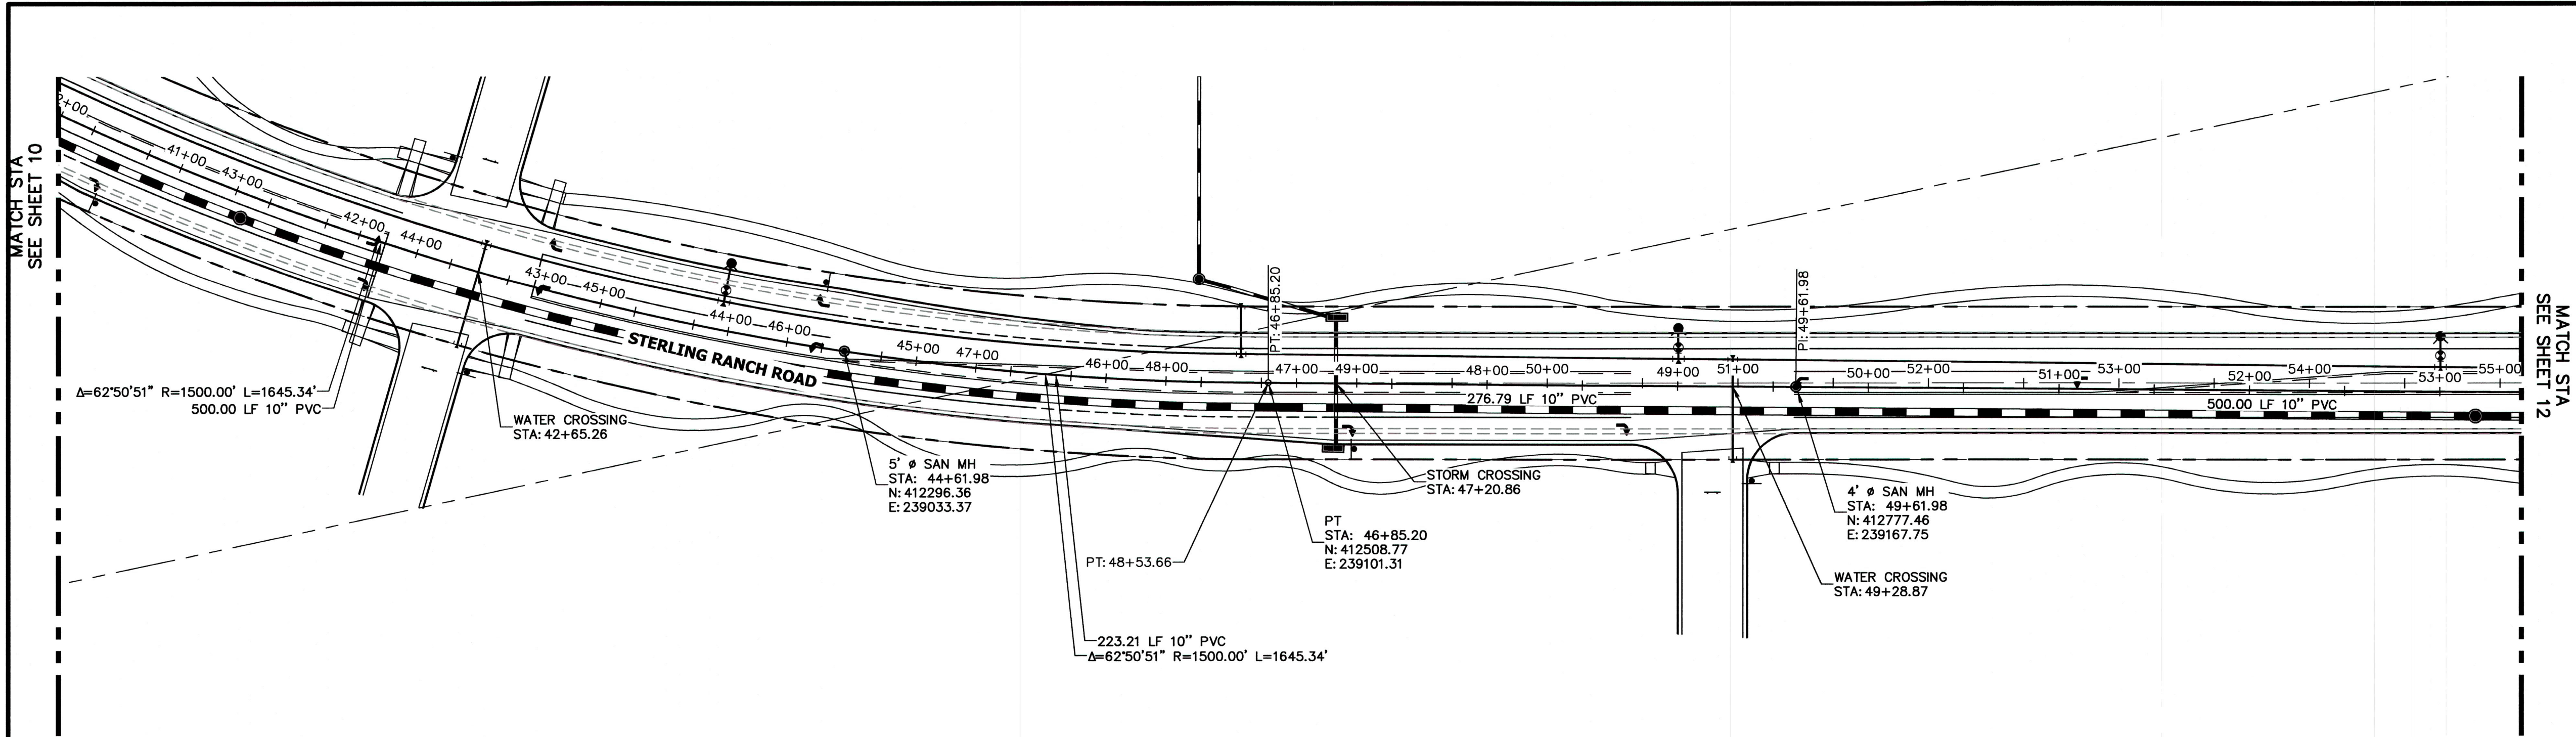 MATCH STA
SEE SHEET 10
2+00
41+00
43+00
42+00
44+00
43+00
45+00
44+00
46+00
45+00
47+00
46+00
48+00
47+00
49+00
48+00
50+00
49+00
51+00
50+00
52+00
51+00
53+00
52+00
54+00
53+00
55+00
STERLING RANCH ROAD
PT: 46+85.20
PI: 49+61.98
276.79 LF 10" PVC
500.00 LF 10" PVC
Δ=62°50'51" R=1500.00' L=1645.34'
500.00 LF 10" PVC
WATER CROSSING
STA: 42+65.26
5' ø SAN MH
STA: 44+61.98
N: 412296.36
E: 239033.37
STORM CROSSING
STA: 47+20.86
4' ø SAN MH
STA: 49+61.98
N: 412777.46
E: 239167.75
PT
STA: 46+85.20
N: 412508.77
E: 239101.31
PT: 48+53.66
WATER CROSSING
STA: 49+28.87
223.21 LF 10" PVC
Δ=62°50'51" R=1500.00' L=1645.34'
MATCH STA
SEE SHEET 12